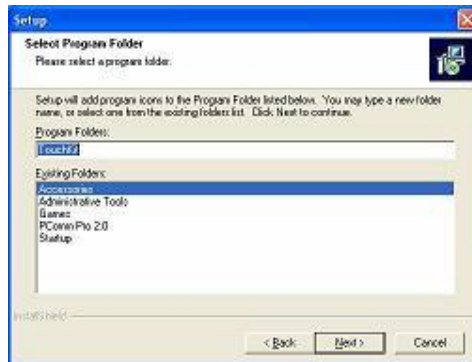 Setup
Select Program Folder
Please select a program folder.
Setup will add program icons to the Program Folder listed below. You may type a new folder
name, or select one from the existing folders list. Click Next to continue.
Program Folders:
TouchKit
Existing Folders:
Accessories
Administrative Tools
Games
PComm Pro 2.0
Startup
InstallShield
< Back
Next >
Cancel